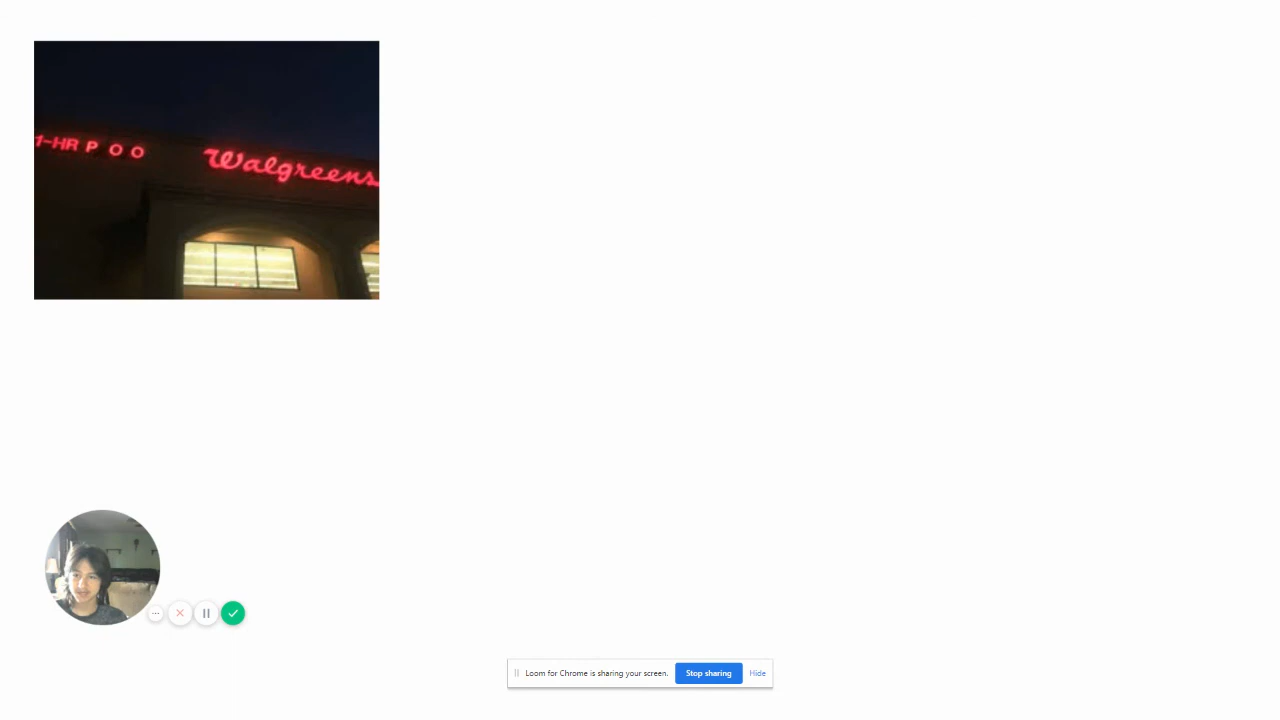 1-HR P O O
Walgreens
Loom for Chrome is sharing your screen.
Stop sharing
Hide